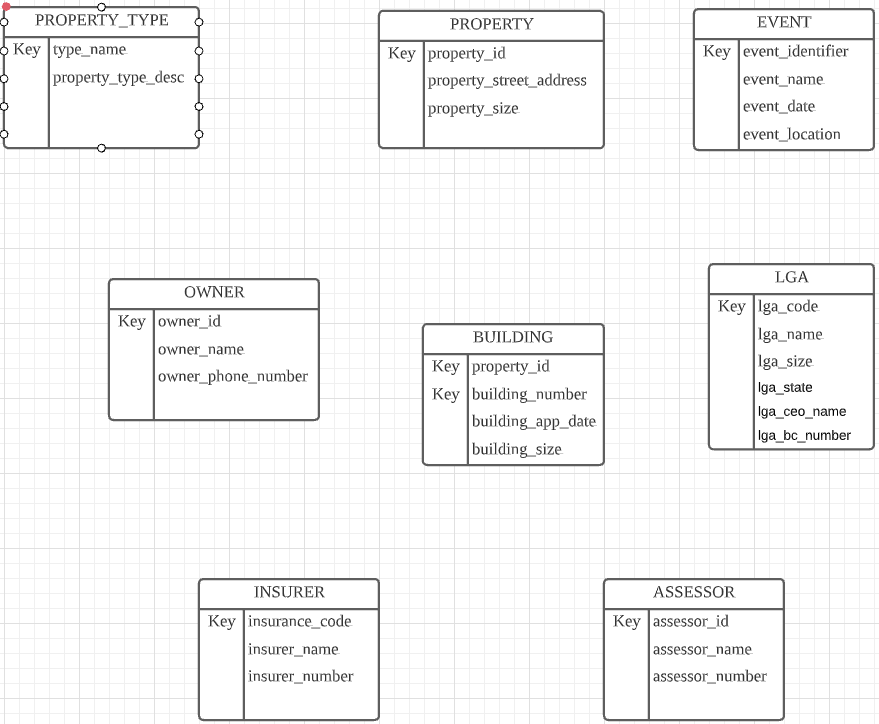 PROPERTY_TYPE
Key type_name
property_type_desc
PROPERTY
Key property_id
property_street_address
property_size
EVENT
Key event_identifier
event_name
event_date
event_location
OWNER
Key owner_id
owner_name
owner_phone_number
BUILDING
Key property_id
Key building_number
building_app_date
building_size
LGA
Key lga_code
lga_name
lga_size
lga_state
lga_ceo_name
lga_bc_number
INSURER
Key insurance_code
insurer_name
insurer_number
ASSESSOR
Key assessor_id
assessor_name
assessor_number